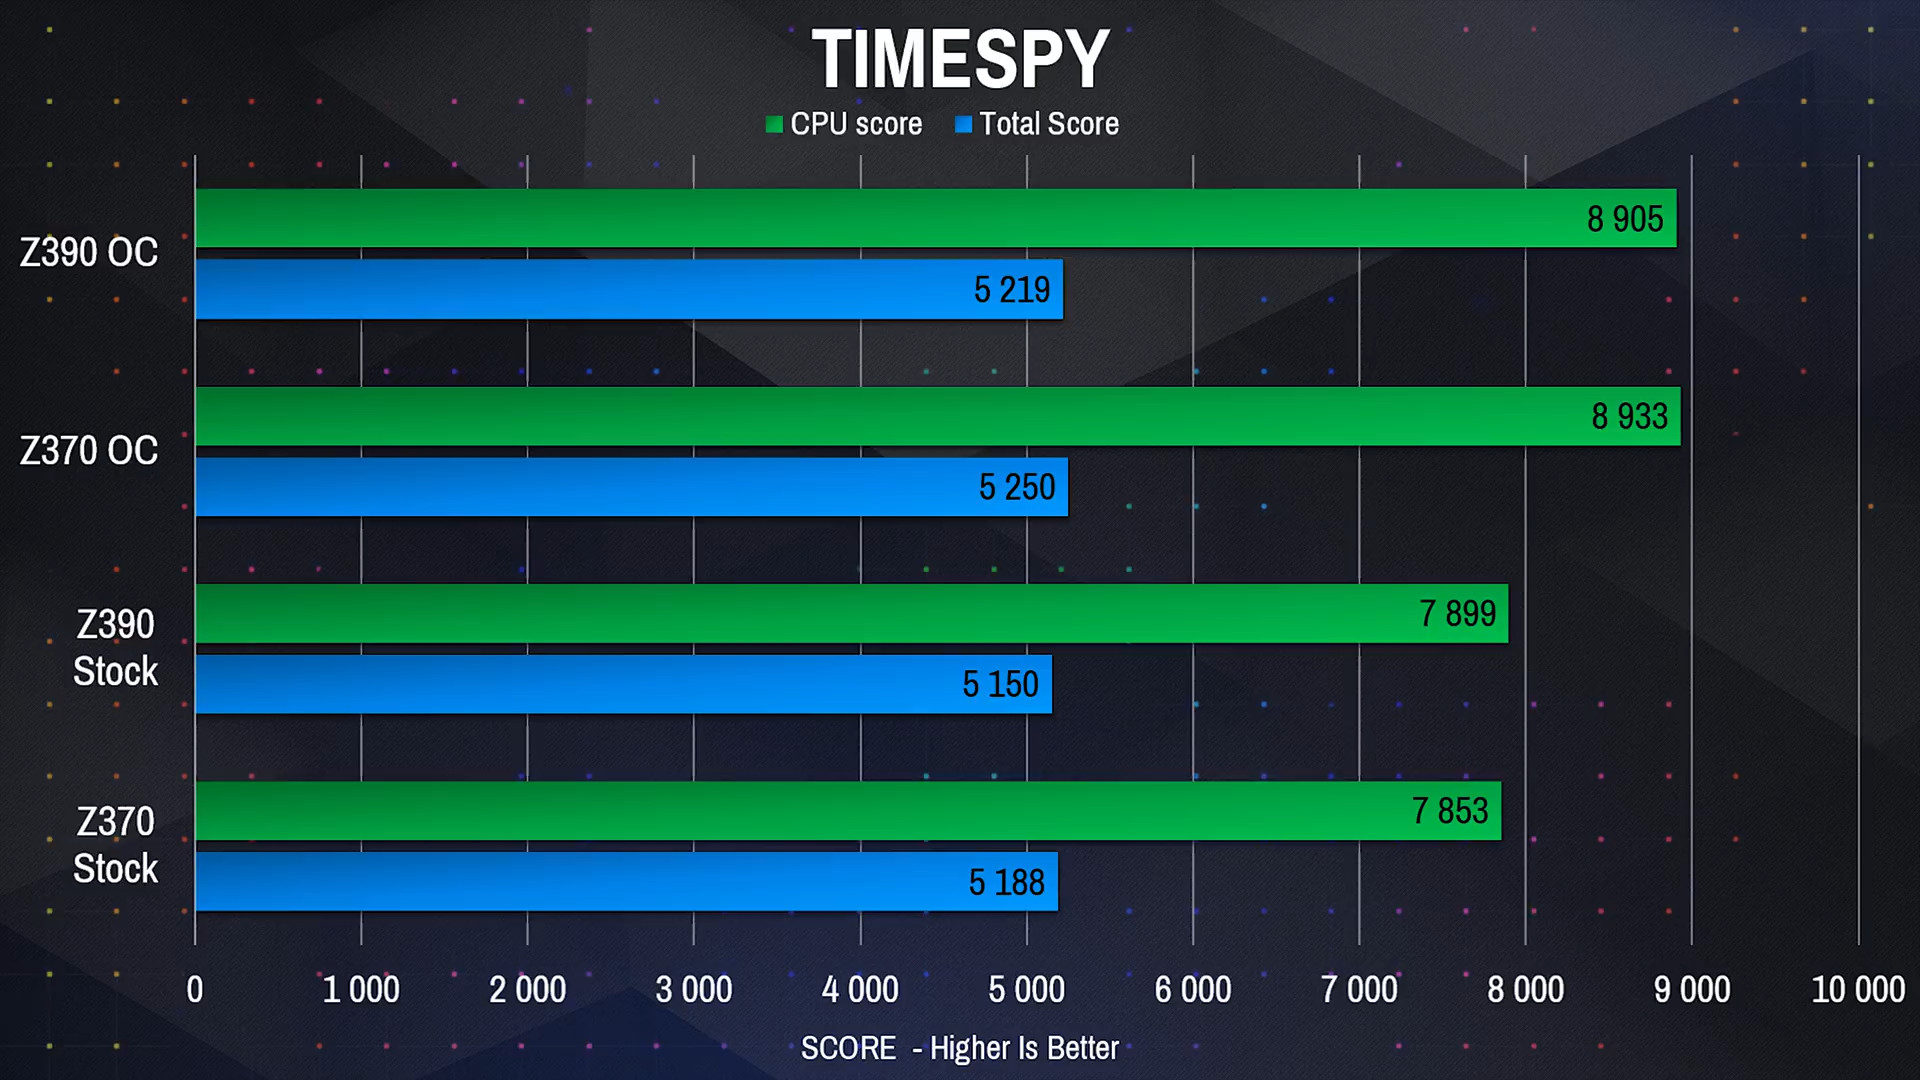 TIMESPY
CPU score Total Score
Z390 OC
8 905
5 219
Z370 OC
8 933
5 250
Z390
Stock
7 899
5 150
Z370
Stock
7 853
5 188
0 1 000 2 000 3 000 4 000 5 000 6 000 7 000 8 000 9 000 10 000
SCORE - Higher Is Better